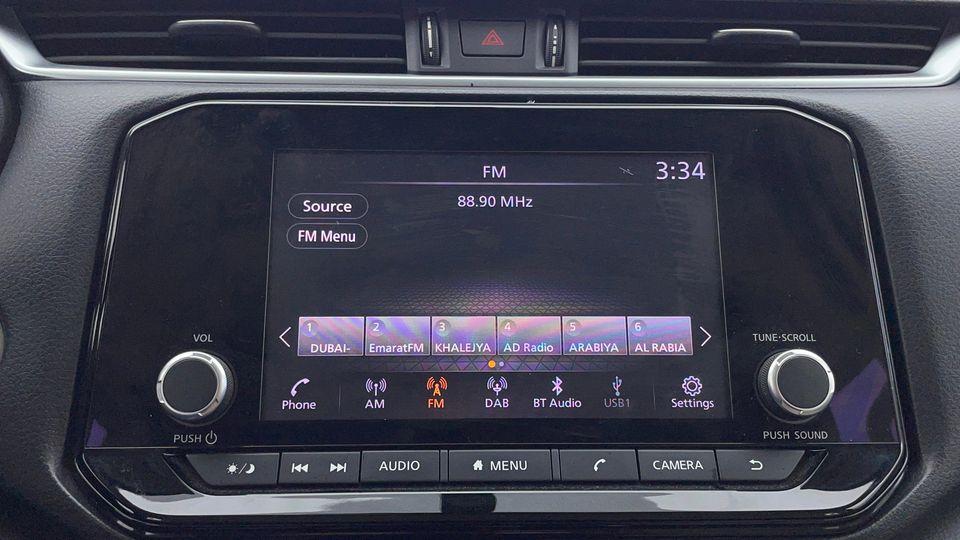 FM
3:34
Source
88.90 MHz
FM Menu
1 2 3 4 5 6
DUBAI- EmaratFM KHALEJYA AD Radio ARABIYA AL RABIA
Phone AM FM DAB BT Audio USB1 Settings
VOL
TUNE·SCROLL
PUSH
PUSH SOUND
AUDIO MENU CAMERA